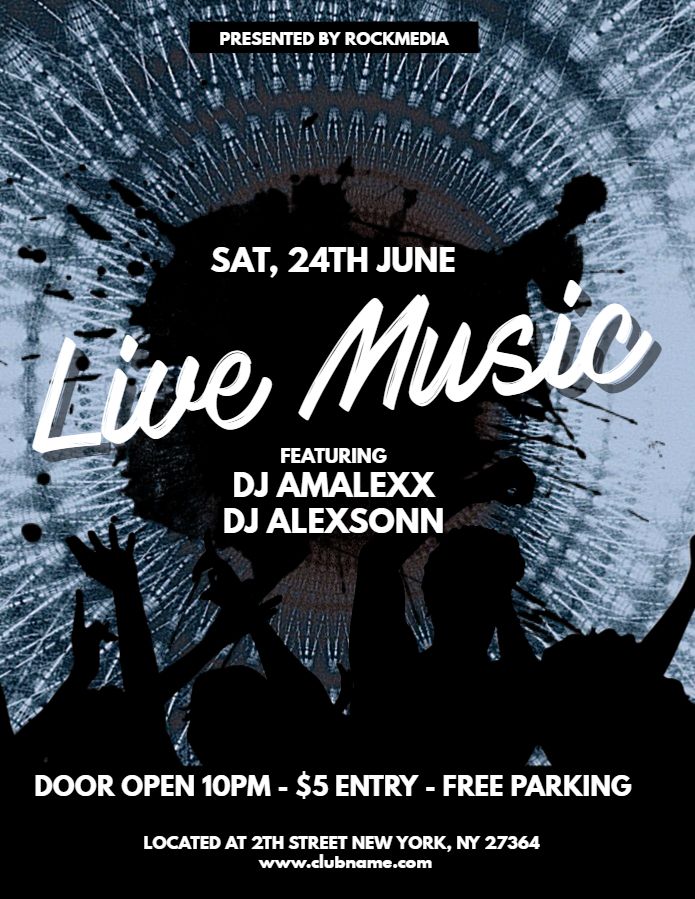 PRESENTED BY ROCKMEDIA
SAT, 24TH JUNE
Live Music
FEATURING
DJ AMALEXX
DJ ALEXSONN
DOOR OPEN 10PM - $5 ENTRY - FREE PARKING
LOCATED AT 2TH STREET NEW YORK, NY 27364
www.clubname.com